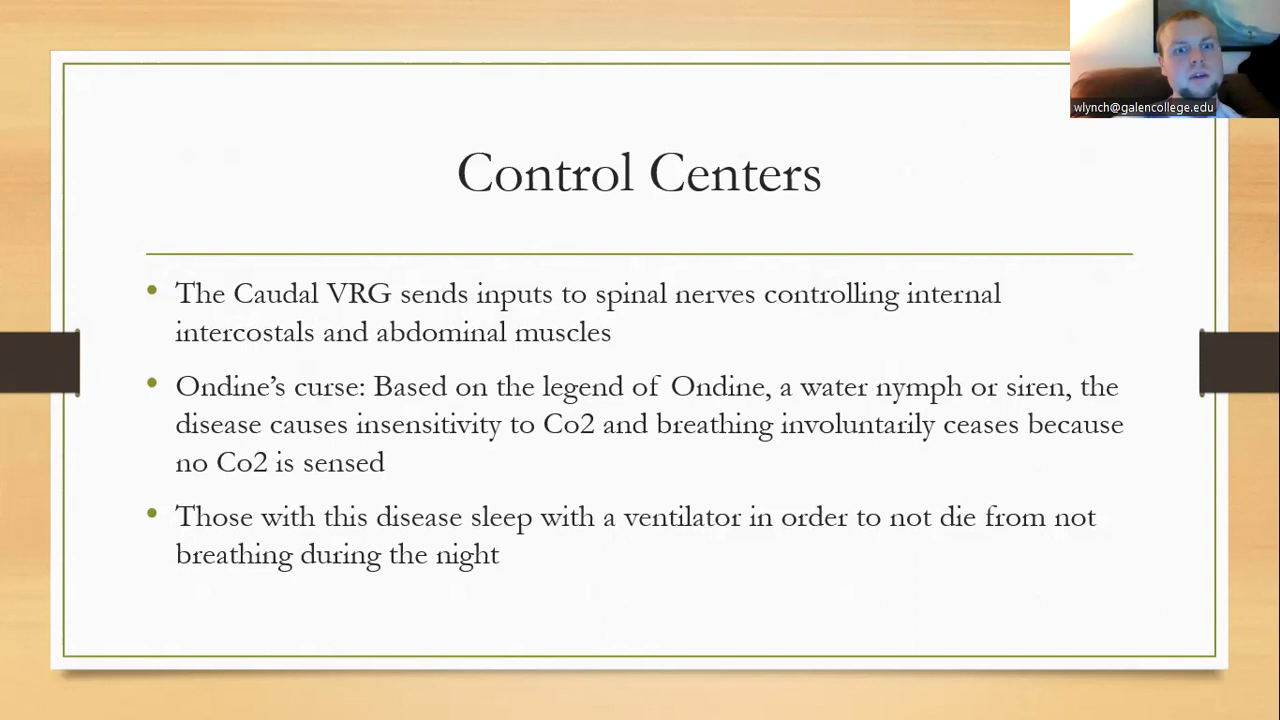 wlynch@galencollege.edu
Control Centers
• The Caudal VRG sends inputs to spinal nerves controlling internal
intercostals and abdominal muscles
• Ondine’s curse: Based on the legend of Ondine, a water nymph or siren, the
disease causes insensitivity to Co2 and breathing involuntarily ceases because
no Co2 is sensed
• Those with this disease sleep with a ventilator in order to not die from not
breathing during the night